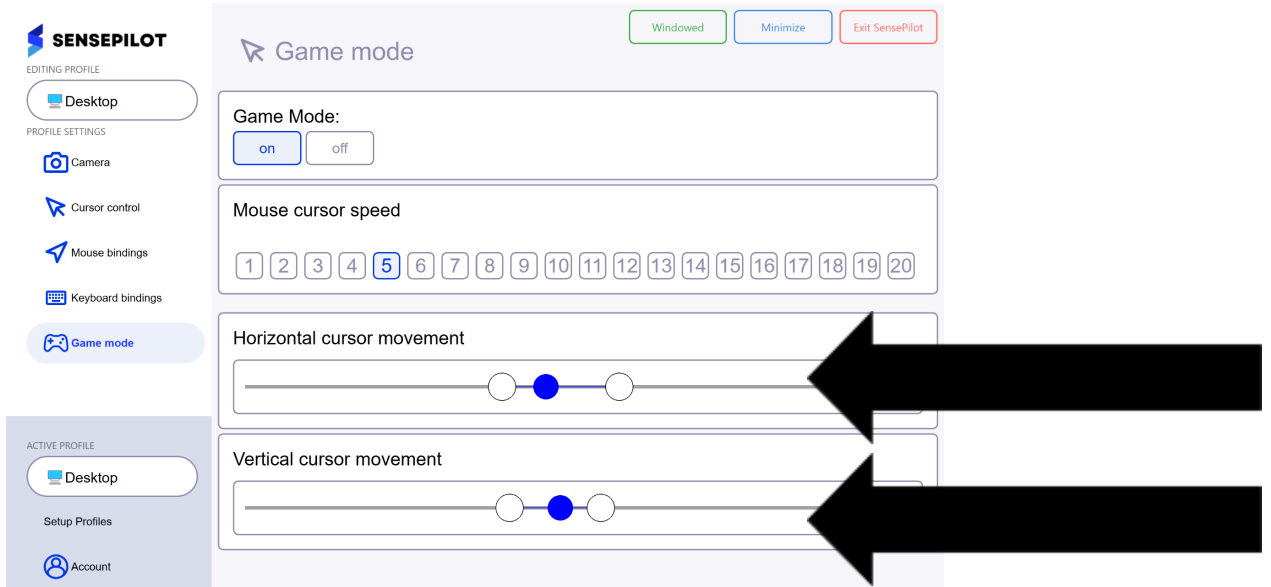 SENSEPILOT
EDITING PROFILE
Desktop
PROFILE SETTINGS
Camera
Cursor control
Mouse bindings
Keyboard bindings
Game mode
ACTIVE PROFILE
Desktop
Setup Profiles
Account
Windowed Minimize Exit SensePilot
Game mode
Game Mode:
on off
Mouse cursor speed
1 2 3 4 5 6 7 8 9 10 11 12 13 14 15 16 17 18 19 20
Horizontal cursor movement
Vertical cursor movement